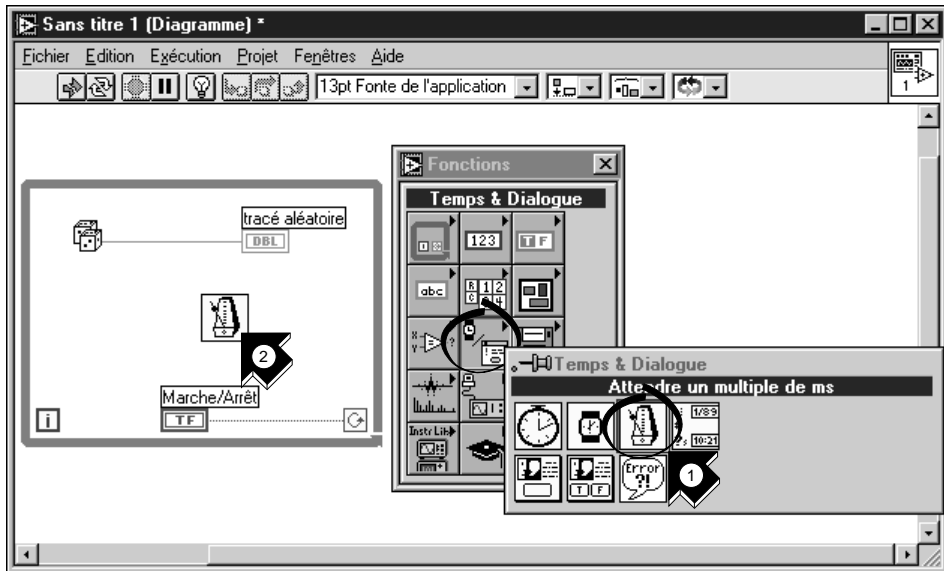 Sans titre 1 (Diagramme) *
Fichier Edition Exécution Projet Fenêtres Aide
13pt Fonte de l'application
1
Fonctions
Temps & Dialogue
tracé aléatoire
DBL
123
TF
abc
2
Marche/Arrêt
TF
i
Instr Lib
Temps & Dialogue
Attendre un multiple de ms
1/89
10:21
T F
Error
?!
1